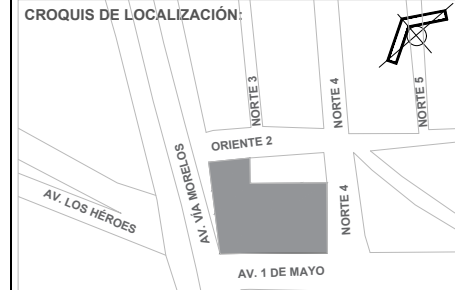 CROQUIS DE LOCALIZACIÓN:
NORTE 3
NORTE 4
NORTE 5
ORIENTE 2
AV. VÍA MORELOS
AV. LOS HÉROES
NORTE 4
AV. 1 DE MAYO